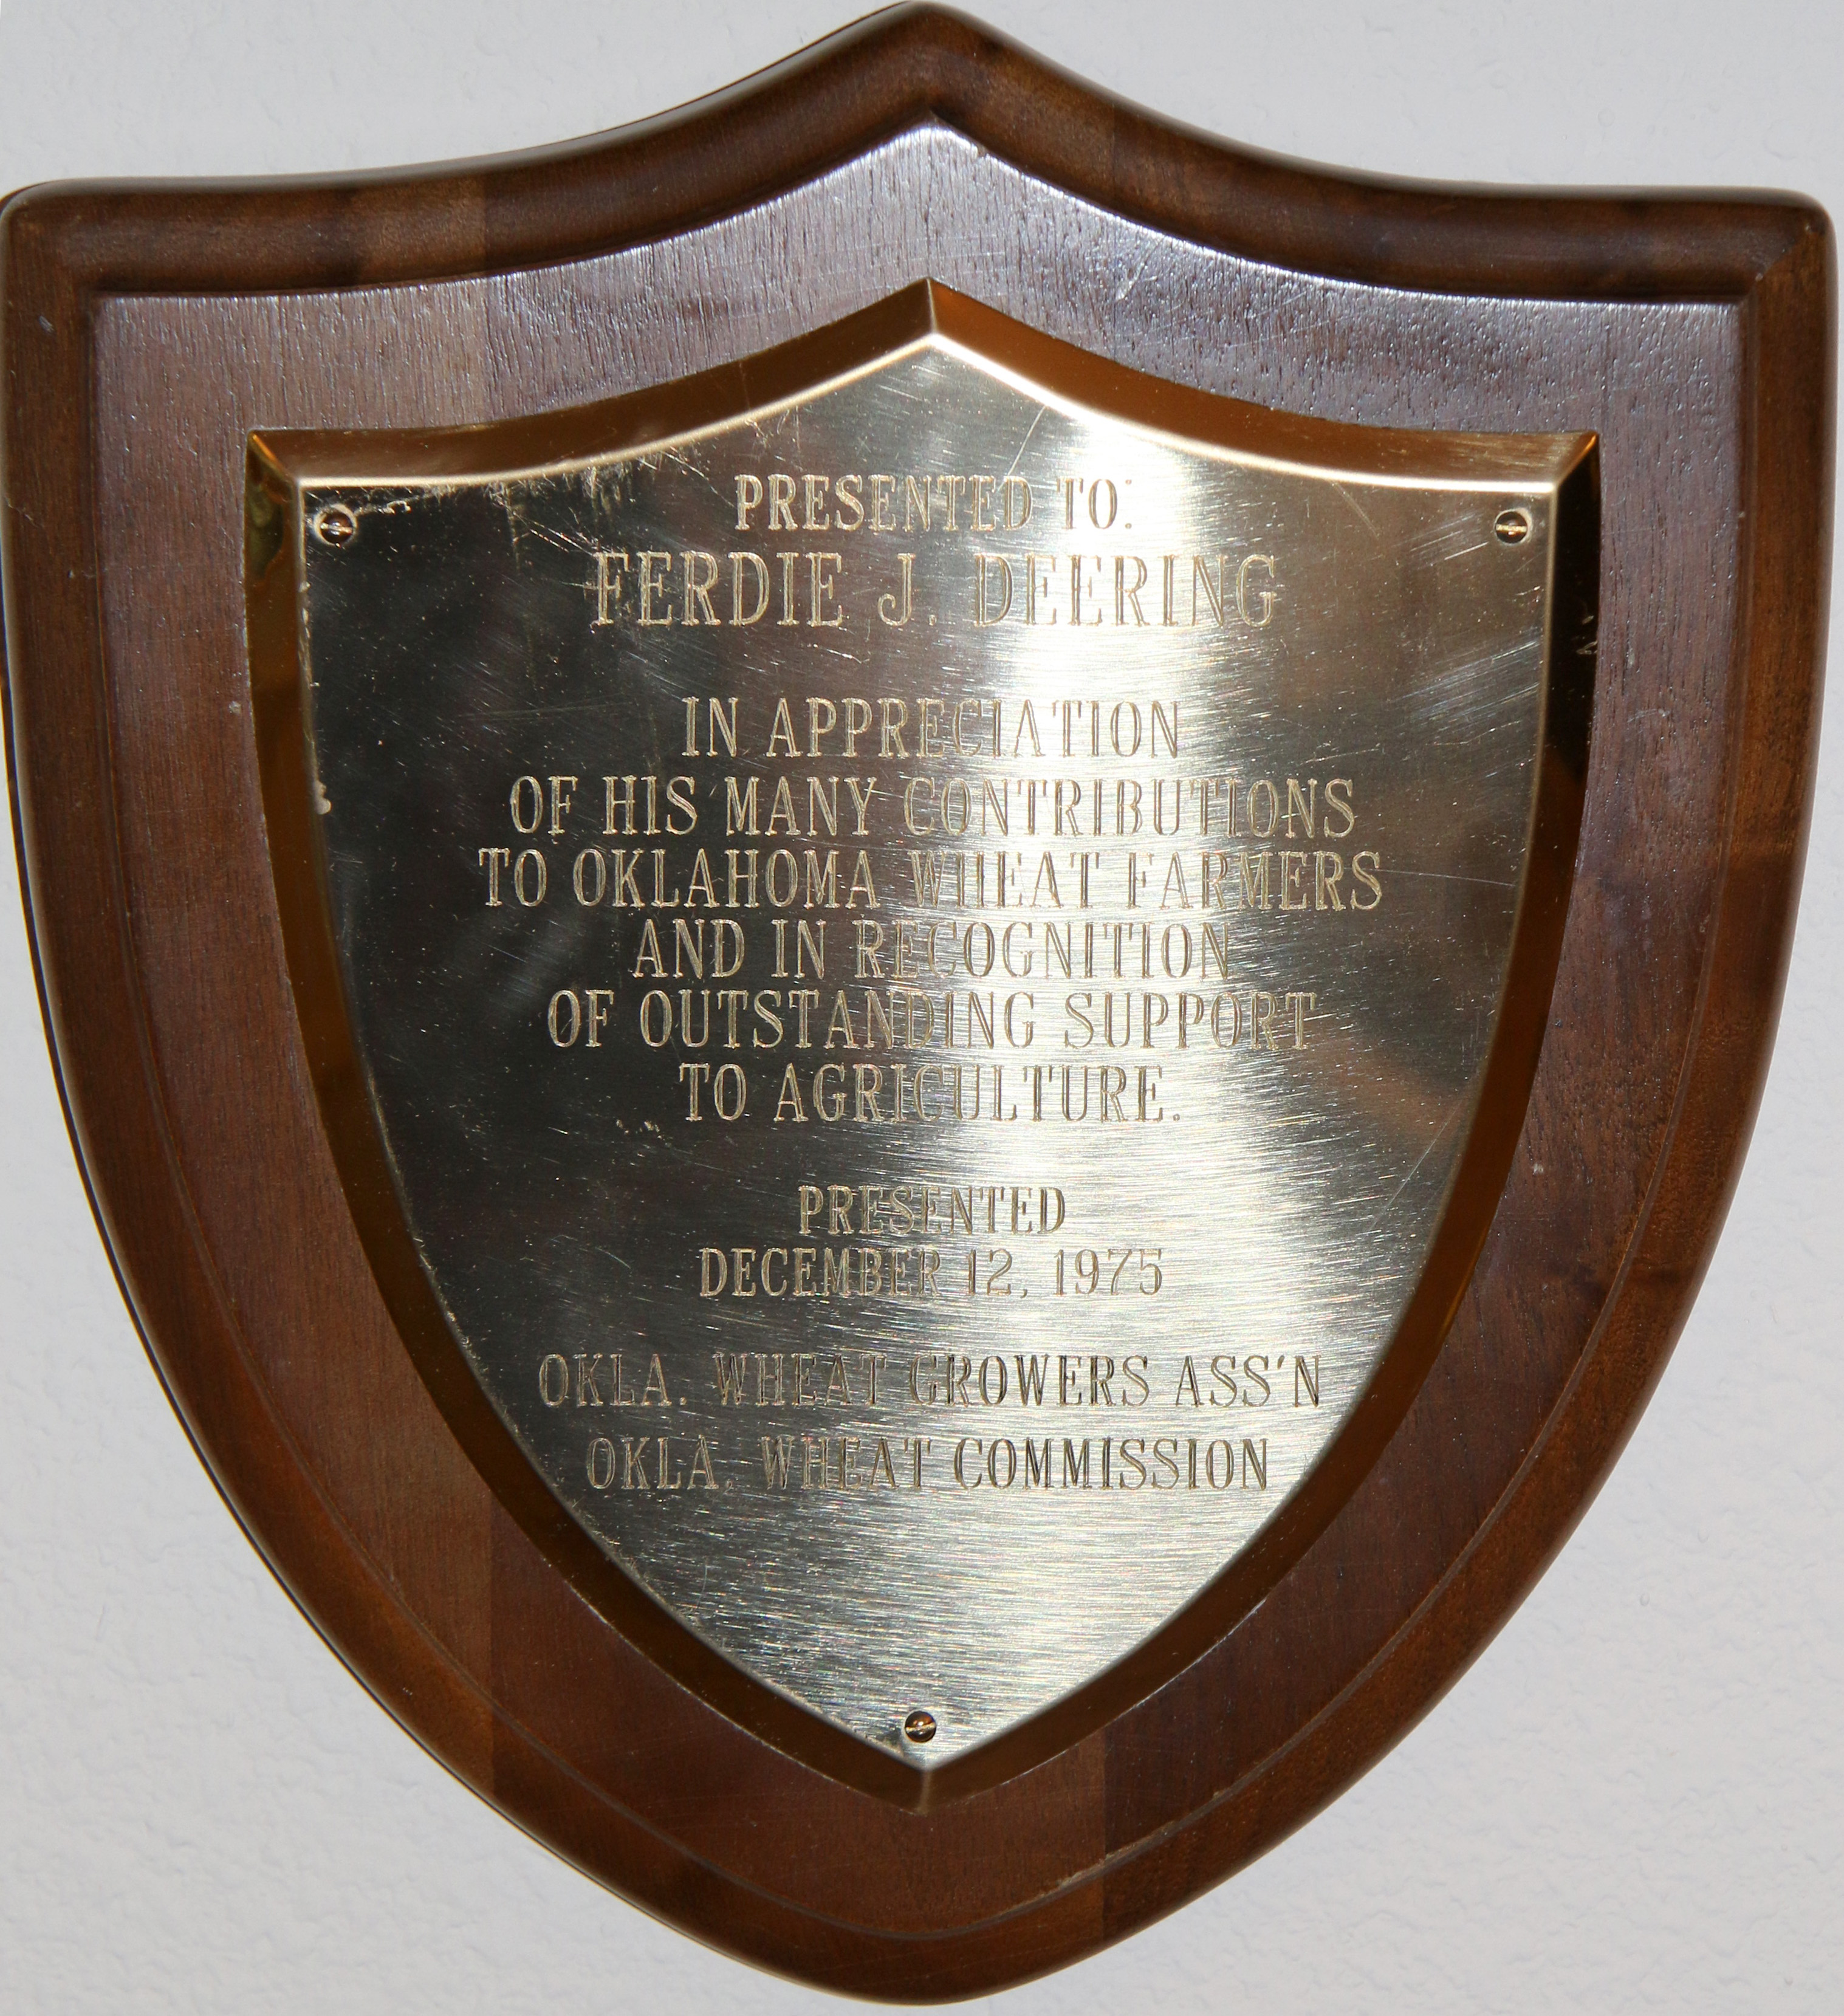 PRESENTED TO:
FERDIE J. DEERING
IN APPRECIATION
OF HIS MANY CONTRIBUTIONS
TO OKLAHOMA WHEAT FARMERS
AND IN RECOGNITION
OF OUTSTANDING SUPPORT
TO AGRICULTURE.
PRESENTED
DECEMBER 12, 1975
OKLA. WHEAT GROWERS ASS'N
OKLA. WHEAT COMMISSION